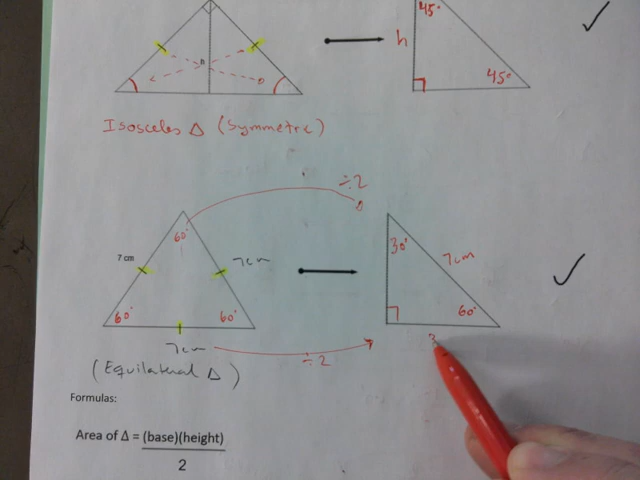 45°
h
45°
Isosceles Δ (Symmetric)
÷2
60°
7 cm
7cm
30°
7cm
60°
60°
60°
7cm
÷2
3
(Equilateral Δ)
Formulas:
Area of Δ = (base)(height)
2